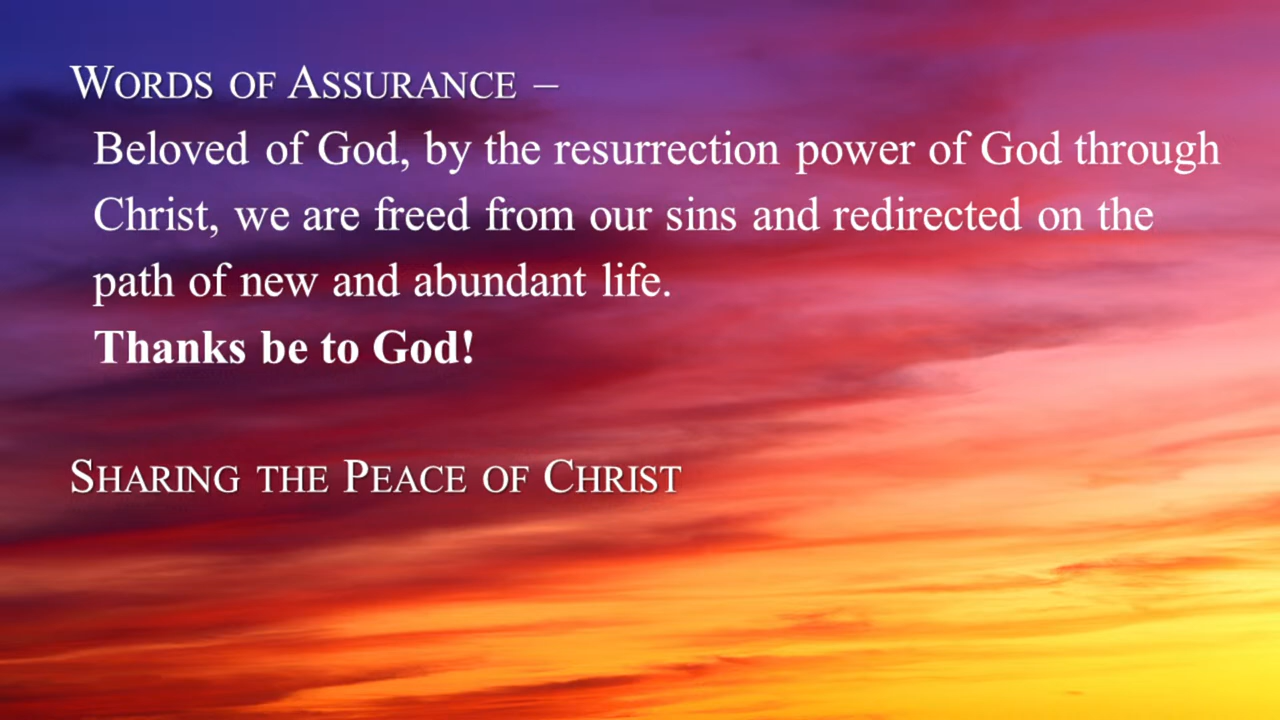 WORDS OF ASSURANCE –
Beloved of God, by the resurrection power of God through
Christ, we are freed from our sins and redirected on the
path of new and abundant life.
Thanks be to God!
SHARING THE PEACE OF CHRIST